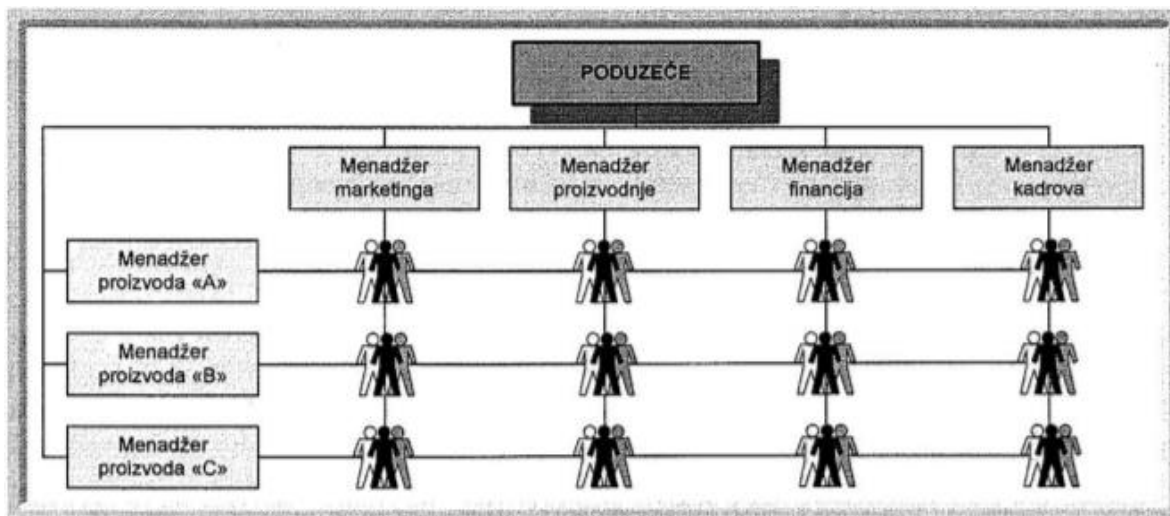 PODUZEĆE
Menadžer
marketinga
Menadžer
proizvodnje
Menadžer
financija
Menadžer
kadrova
Menadžer
proizvoda «A»
Menadžer
proizvoda «B»
Menadžer
proizvoda «C»